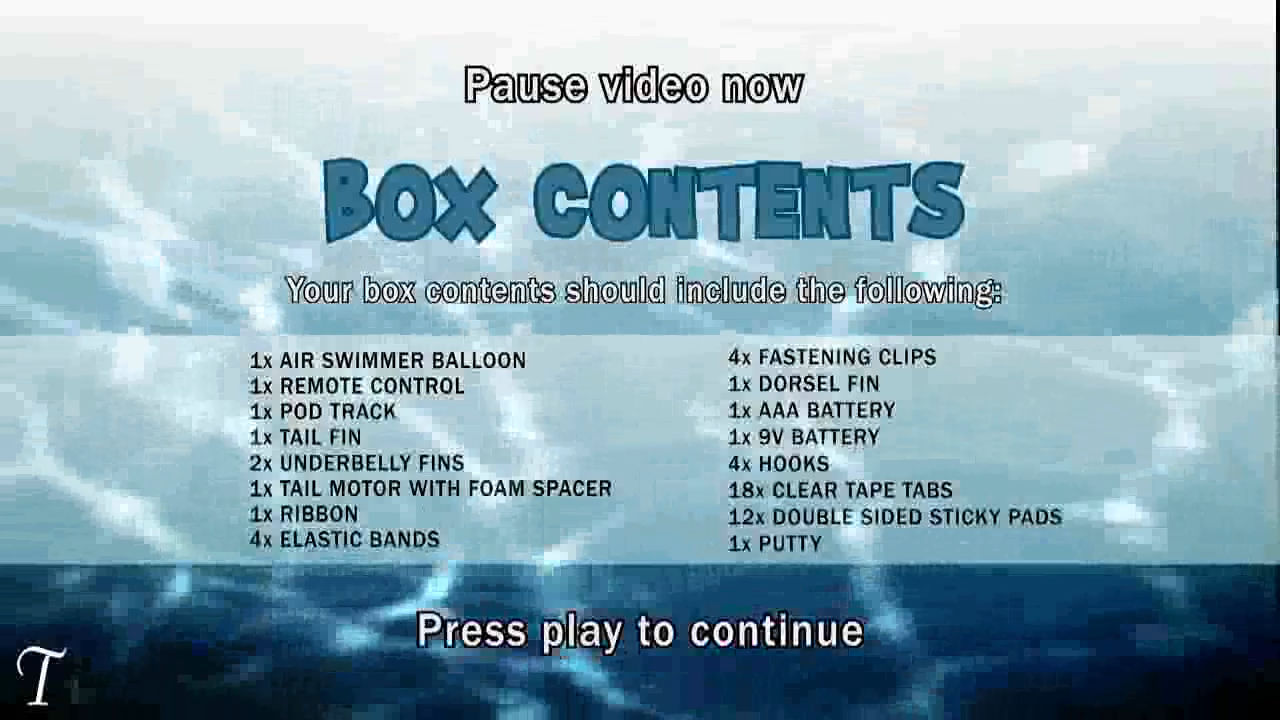 Pause video now
BOX CONTENTS
Your box contents should include the following:
1x AIR SWIMMER BALLOON
1x REMOTE CONTROL
1x POD TRACK
1x TAIL FIN
2x UNDERBELLY FINS
1x TAIL MOTOR WITH FOAM SPACER
1x RIBBON
4x ELASTIC BANDS
4x FASTENING CLIPS
1x DORSEL FIN
1x AAA BATTERY
1x 9V BATTERY
4x HOOKS
18x CLEAR TAPE TABS
12x DOUBLE SIDED STICKY PADS
1x PUTTY
Press play to continue
T